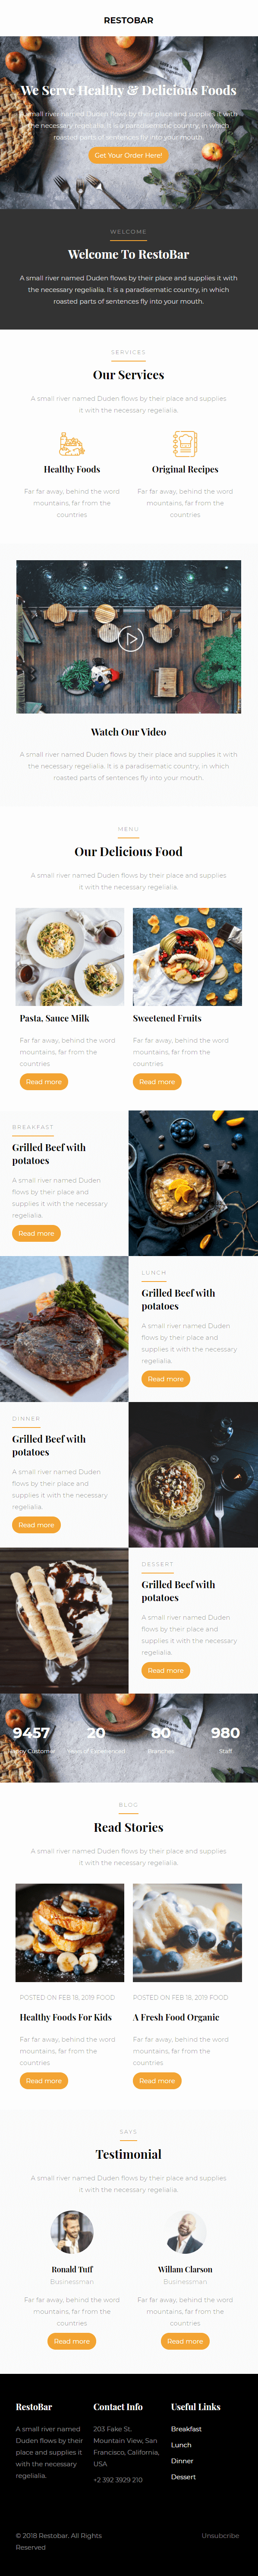 RESTOBAR
We Serve Healthy & Delicious Foods
A small river named Duden flows by their place and supplies it with
the necessary regelialia. It is a paradisematic country, in which
roasted parts of sentences fly into your mouth.
Get Your Order Here!
WELCOME
Welcome To RestoBar
A small river named Duden flows by their place and supplies it with
the necessary regelialia. It is a paradisematic country, in which
roasted parts of sentences fly into your mouth.
SERVICES
Our Services
A small river named Duden flows by their place and supplies
it with the necessary regelialia.
Healthy Foods
Far far away, behind the word
mountains, far from the
countries
Original Recipes
Far far away, behind the word
mountains, far from the
countries
Watch Our Video
A small river named Duden flows by their place and supplies it with
the necessary regelialia. It is a paradisematic country, in which
roasted parts of sentences fly into your mouth.
MENU
Our Delicious Food
A small river named Duden flows by their place and supplies
it with the necessary regelialia.
Pasta, Sauce Milk
Far far away, behind the word
mountains, far from the
countries
Read more
Sweetened Fruits
Far far away, behind the word
mountains, far from the
countries
Read more
BREAKFAST
Grilled Beef with
potatoes
A small river named Duden
flows by their place and
supplies it with the necessary
regelialia.
Read more
LUNCH
Grilled Beef with
potatoes
A small river named Duden
flows by their place and
supplies it with the necessary
regelialia.
Read more
DINNER
Grilled Beef with
potatoes
A small river named Duden
flows by their place and
supplies it with the necessary
regelialia.
Read more
DESSERT
Grilled Beef with
potatoes
A small river named Duden
flows by their place and
supplies it with the necessary
regelialia.
Read more
9457
Happy Customer
20
Years of Experienced
80
Branches
980
Staff
BLOG
Read Stories
A small river named Duden flows by their place and supplies
it with the necessary regelialia.
POSTED ON FEB 18, 2019 FOOD
Healthy Foods For Kids
Far far away, behind the word
mountains, far from the
countries
Read more
POSTED ON FEB 18, 2019 FOOD
A Fresh Food Organic
Far far away, behind the word
mountains, far from the
countries
Read more
SAYS
Testimonial
A small river named Duden flows by their place and supplies
it with the necessary regelialia.
Ronald Tuff
Businessman
Far far away, behind the word
mountains, far from the
countries
Read more
Willam Clarson
Businessman
Far far away, behind the word
mountains, far from the
countries
Read more
RestoBar
A small river named
Duden flows by their
place and supplies it
with the necessary
regelialia.
Contact Info
203 Fake St.
Mountain View, San
Francisco, California,
USA
+2 392 3929 210
Useful Links
Breakfast
Lunch
Dinner
Dessert
© 2018 Restobar. All Rights
Reserved
Unsubcribe